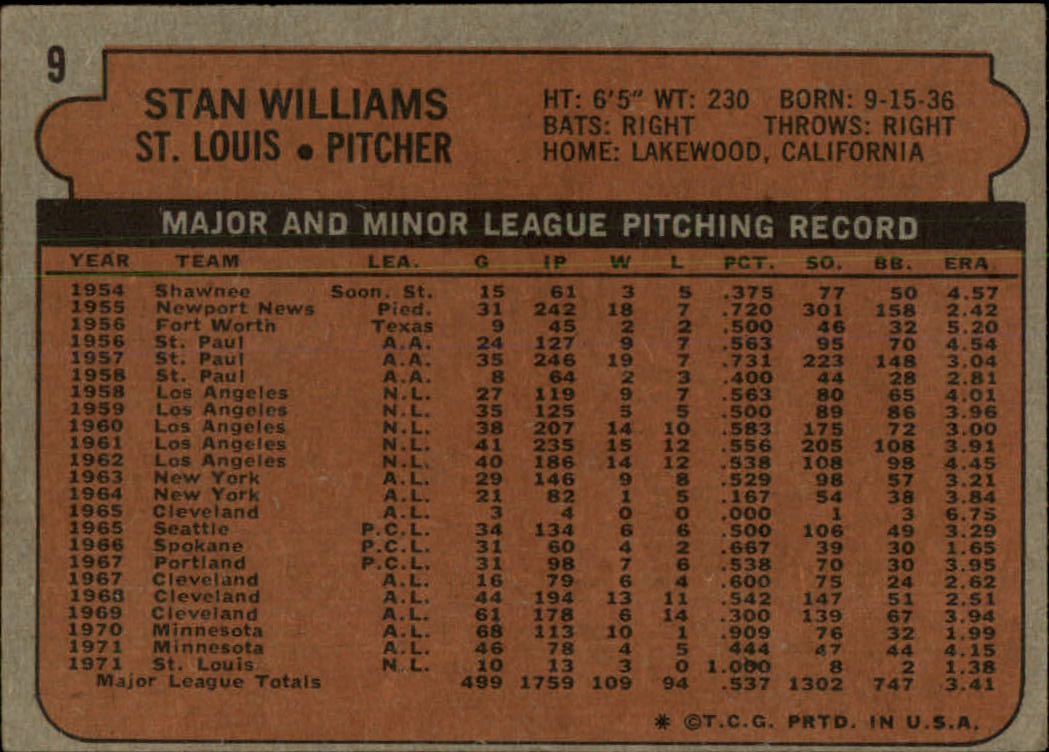 9
STAN WILLIAMS
ST. LOUIS • PITCHER
HT: 6'5" WT: 230 BORN: 9-15-36
BATS: RIGHT THROWS: RIGHT
HOME: LAKEWOOD, CALIFORNIA
MAJOR AND MINOR LEAGUE PITCHING RECORD
YEAR TEAM LEA. G IP W L PCT. SO. BB. ERA
1954 Shawnee Soon. St. 15 61 3 5 .375 77 50 4.57
1955 Newport News Pied. 31 242 18 7 .720 301 158 2.42
1956 Fort Worth Texas 9 45 2 2 .500 46 32 5.20
1956 St. Paul A.A. 24 127 9 7 .563 95 70 4.54
1957 St. Paul A.A. 35 246 19 7 .731 223 148 3.04
1958 St. Paul A.A. 8 64 2 3 .400 44 28 2.81
1958 Los Angeles N.L. 27 119 9 7 .563 80 65 4.01
1959 Los Angeles N.L. 35 125 5 5 .500 89 86 3.96
1960 Los Angeles N.L. 38 207 14 10 .583 175 72 3.00
1961 Los Angeles N.L. 41 235 15 12 .556 205 108 3.91
1962 Los Angeles N.L. 40 186 14 12 .538 108 98 4.45
1963 New York A.L. 29 146 9 8 .529 98 57 3.21
1964 New York A.L. 21 82 1 5 .167 54 38 3.84
1965 Cleveland A.L. 3 4 0 0 .000 1 3 6.75
1965 Seattle P.C.L. 34 134 6 6 .500 106 49 3.29
1966 Spokane P.C.L. 31 60 4 2 .667 39 30 1.65
1967 Portland P.C.L. 31 98 7 6 .538 70 30 3.95
1967 Cleveland A.L. 16 79 6 4 .600 75 24 2.62
1968 Cleveland A.L. 44 194 13 11 .542 147 51 2.51
1969 Cleveland A.L. 61 178 6 14 .300 139 67 3.94
1970 Minnesota A.L. 68 113 10 1 .909 76 32 1.99
1971 Minnesota A.L. 46 78 4 5 .444 47 44 4.15
1971 St. Louis N.L. 10 13 3 0 1.000 8 2 1.38
Major League Totals 499 1759 109 94 .537 1302 747 3.41
* ©T.C.G. PRTD. IN U.S.A.